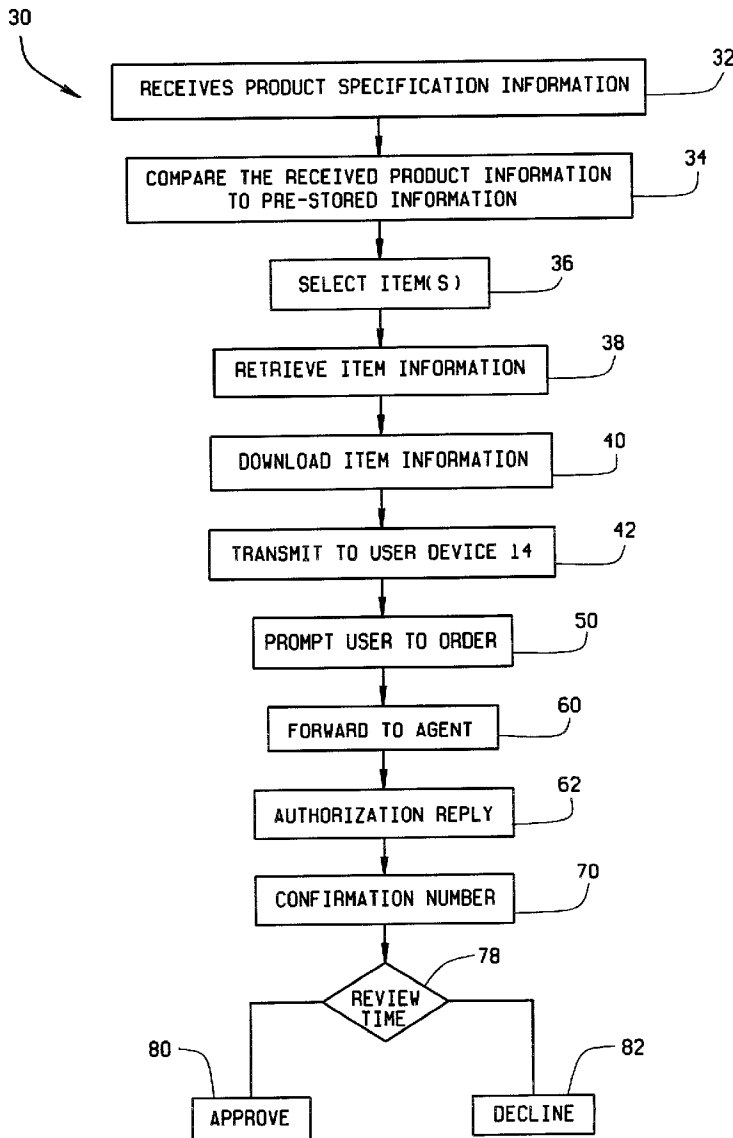 30
RECEIVES PRODUCT SPECIFICATION INFORMATION
32
COMPARE THE RECEIVED PRODUCT INFORMATION
TO PRE-STORED INFORMATION
34
SELECT ITEM(S)
36
RETRIEVE ITEM INFORMATION
38
DOWNLOAD ITEM INFORMATION
40
TRANSMIT TO USER DEVICE 14
42
PROMPT USER TO ORDER
50
FORWARD TO AGENT
60
AUTHORIZATION REPLY
62
CONFIRMATION NUMBER
70
REVIEW
TIME
78
80
APPROVE
82
DECLINE